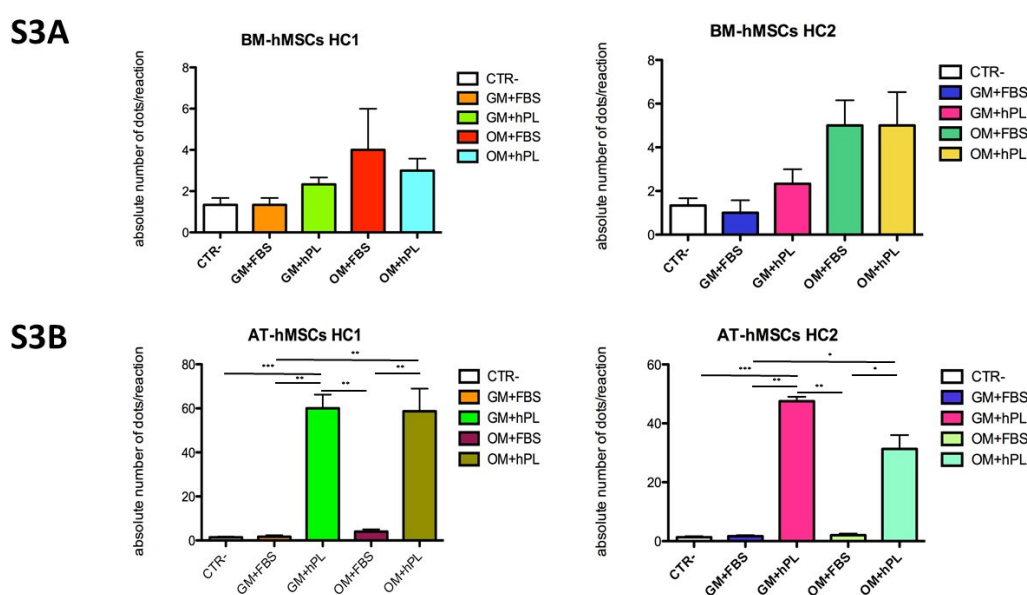 S3A
BM-hMSCs HC1
absolute number of dots/reaction
8
6
4
2
0
CTR-
GM+FBS
GM+hPL
OM+FBS
OM+hPL
CTR-
GM+FBS
GM+hPL
OM+FBS
OM+hPL
BM-hMSCs HC2
absolute number of dots/reaction
8
6
4
2
0
CTR-
GM+FBS
GM+hPL
OM+FBS
OM+hPL
CTR-
GM+FBS
GM+hPL
OM+FBS
OM+hPL
S3B
AT-hMSCs HC1
absolute number of dots/reaction
80
60
40
20
0
**
***
**
**
**
CTR-
GM+FBS
GM+hPL
OM+FBS
OM+hPL
CTR-
GM+FBS
GM+hPL
OM+FBS
OM+hPL
AT-hMSCs HC2
absolute number of dots/reaction
60
40
20
0
*
***
*
**
**
CTR-
GM+FBS
GM+hPL
OM+FBS
OM+hPL
CTR-
GM+FBS
GM+hPL
OM+FBS
OM+hPL